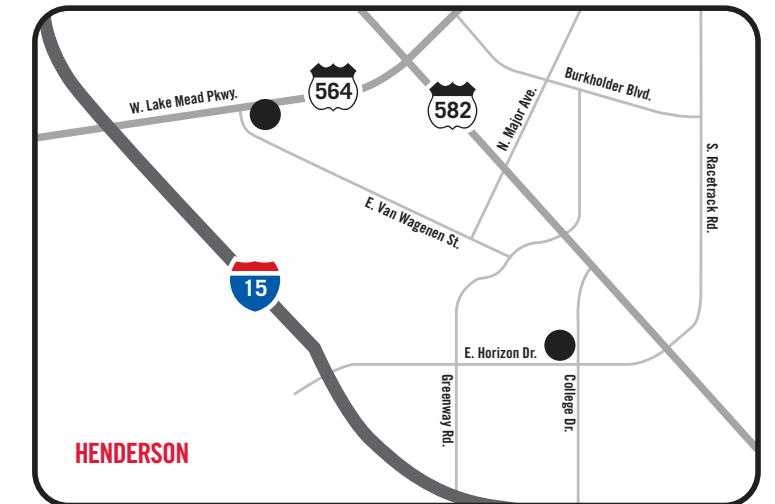 564
Burkholder Blvd.
W. Lake Mead Pkwy.
582
N. Major Ave.
S. Racetrack Rd.
E. Van Wagenen St.
15
E. Horizon Dr.
Greenway Rd.
College Dr.
HENDERSON